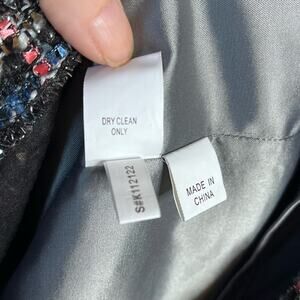 DRY CLEAN
ONLY
S#K112122
MADE IN
CHINA